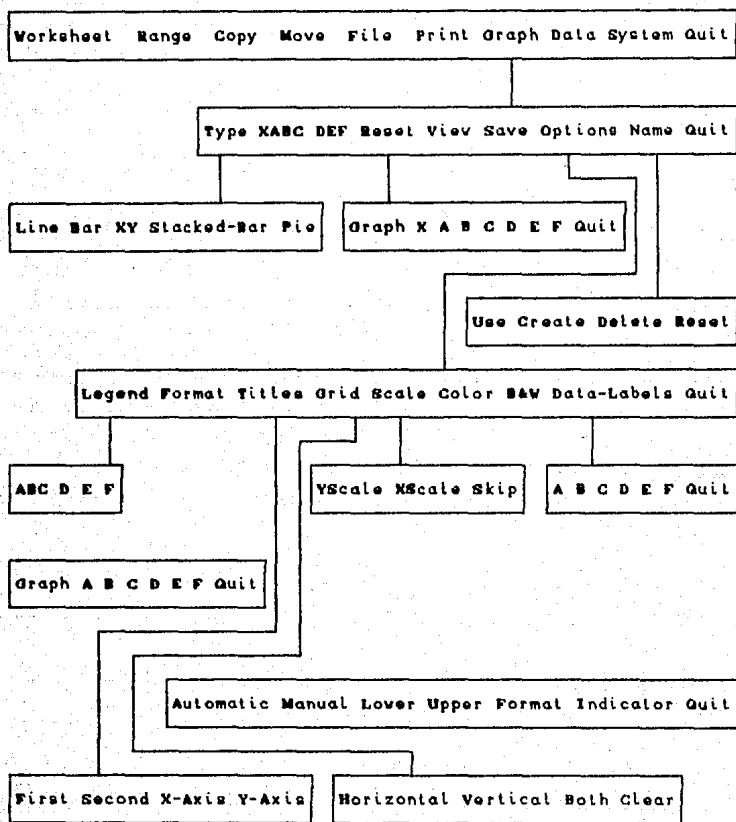 Worksheet Range Copy Move File Print Graph Data System Quit
Type XABC DEF Reset View Save Options Name Quit
Line Bar XY Stacked-Bar Pie
Graph X A B C D E F Quit
Use Create Delete Reset
Legend Format Titles Grid Scale Color B&W Data-Labels Quit
ABC D E F
YScale XScale Skip
A B C D E F Quit
Graph A B C D E F Quit
Automatic Manual Lower Upper Format Indicator Quit
First Second X-Axis Y-Axis
Horizontal Vertical Both Clear